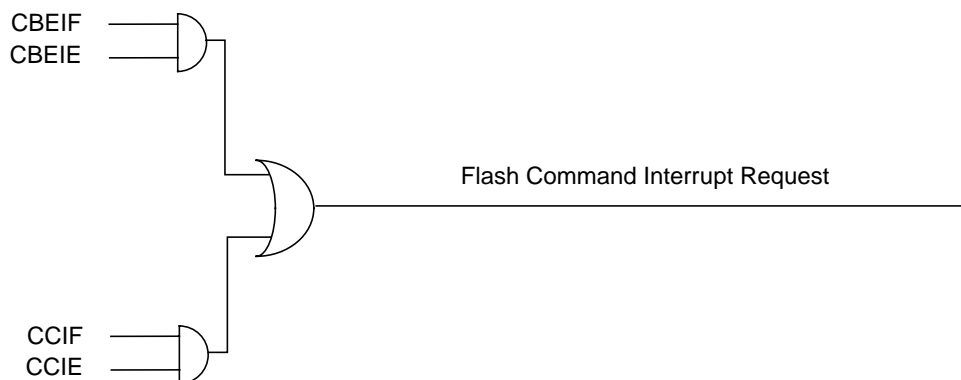 CBEIF
CBEIE
Flash Command Interrupt Request
CCIF
CCIE